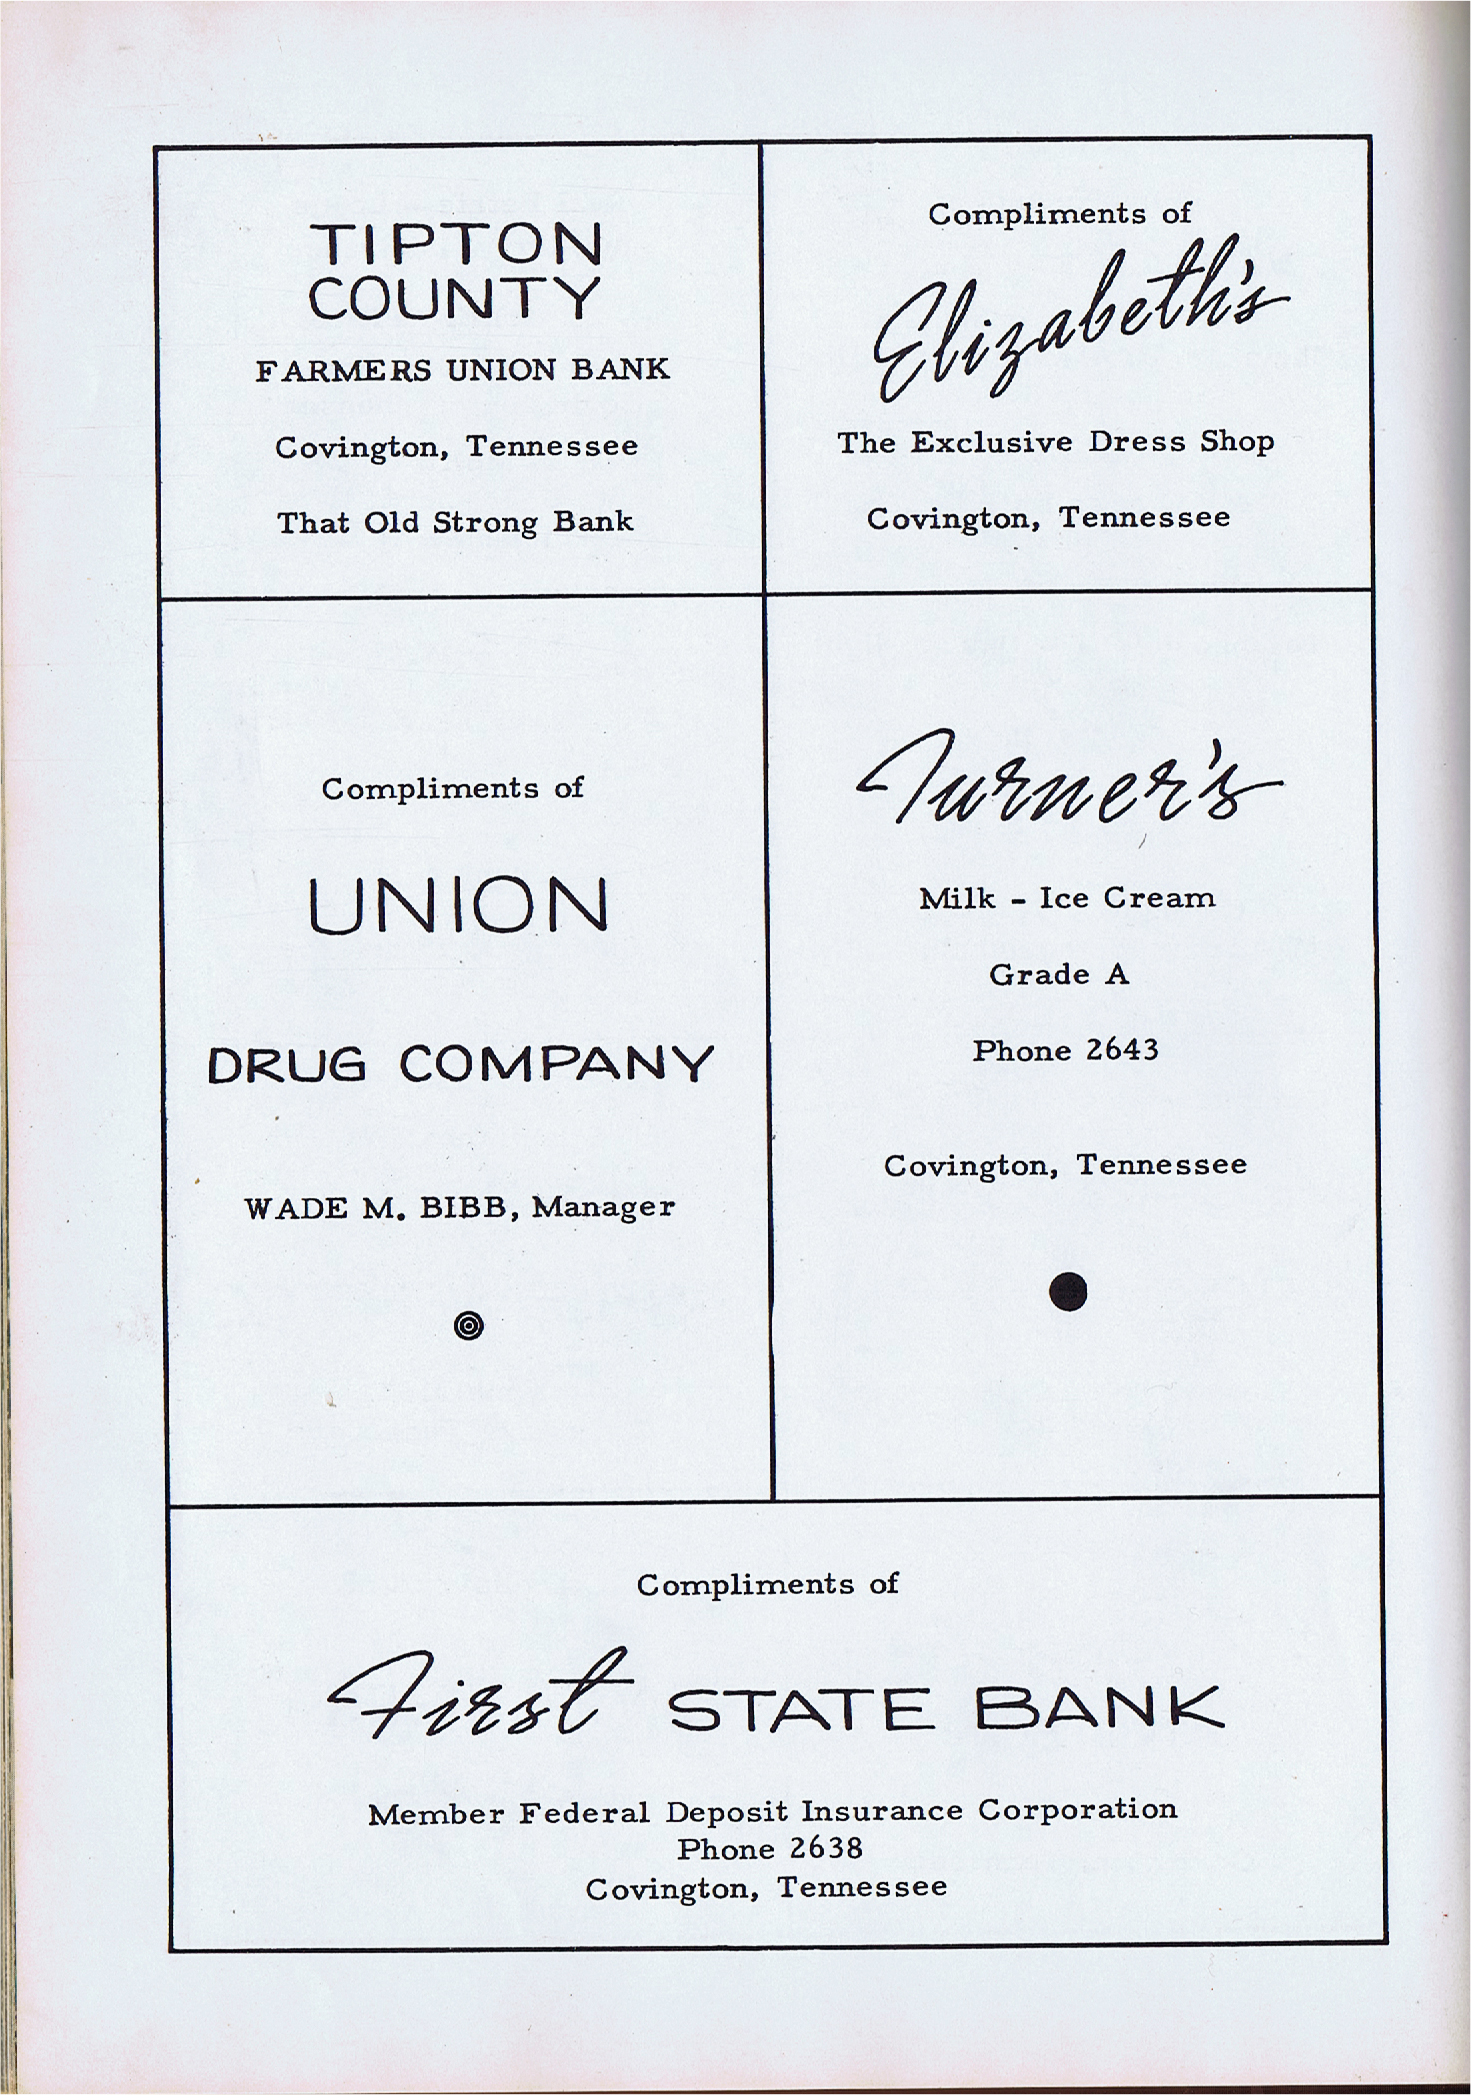 TIPTON
COUNTY
FARMERS UNION BANK
Covington, Tennessee
That Old Strong Bank
Compliments of
Elizabeth's
The Exclusive Dress Shop
Covington, Tennessee
Compliments of
UNION
DRUG COMPANY
WADE M. BIBB, Manager
Turner's
Milk - Ice Cream
Grade A
Phone 2643
Covington, Tennessee
Compliments of
First STATE BANK
Member Federal Deposit Insurance Corporation
Phone 2638
Covington, Tennessee